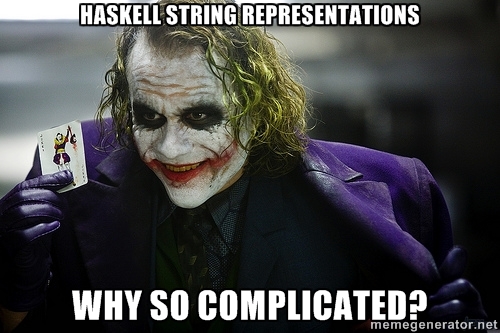 HASKELL STRING REPRESENTATIONS
WHY SO COMPLICATED?
memegenerator.net